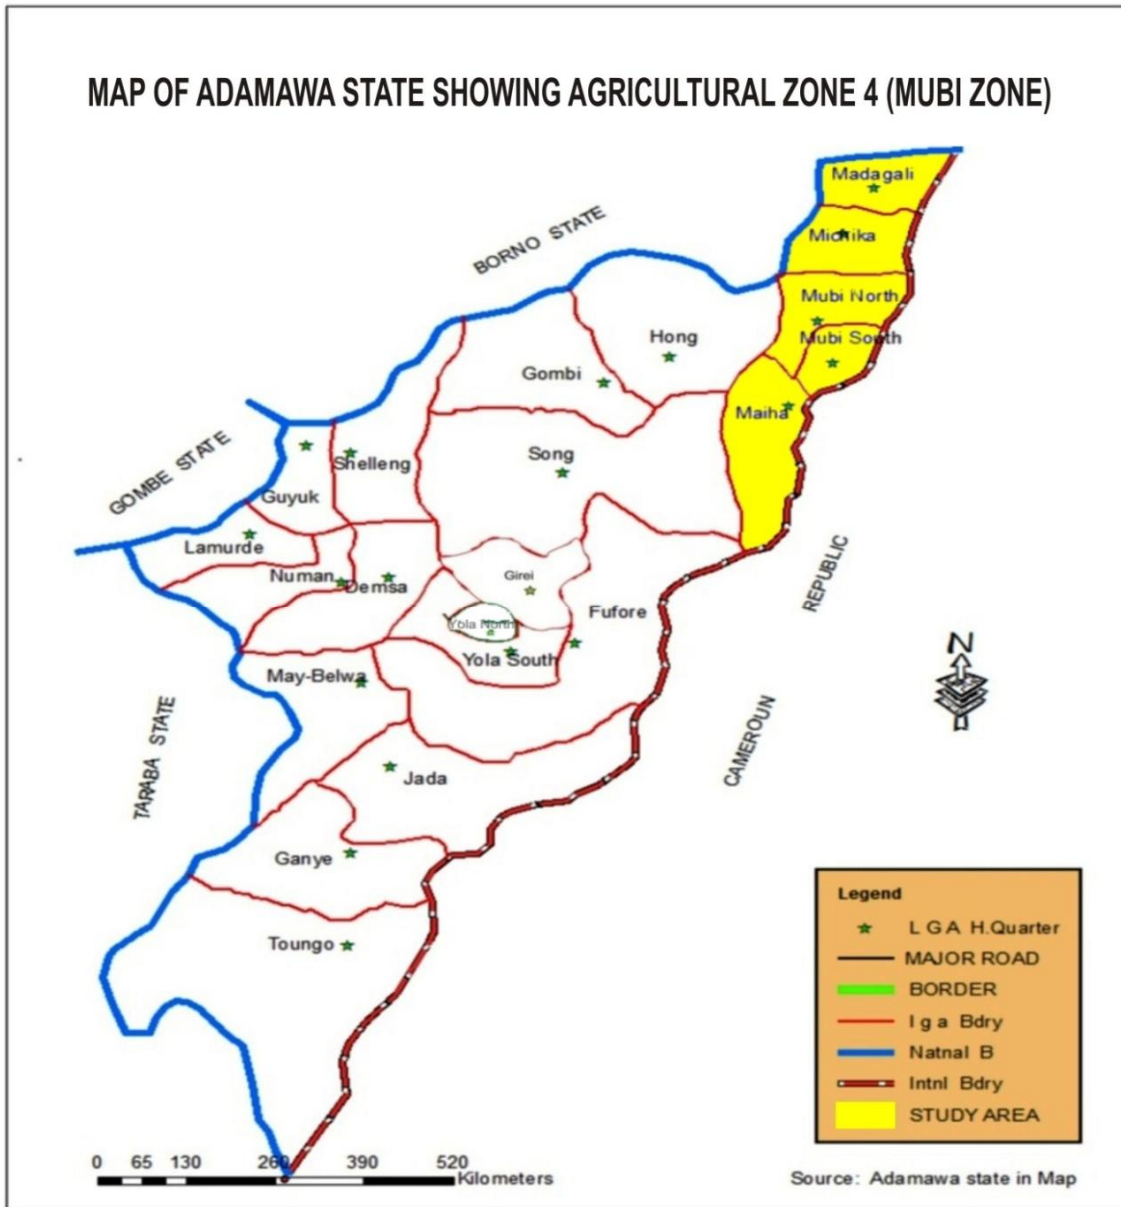 MAP OF ADAMAWA STATE SHOWING AGRICULTURAL ZONE 4 (MUBI ZONE)
Madagali
Michika
BORNO STATE
Mubi North
Mubi South
Hong
Gombi
Maiha
GOMBE STATE
Song
Shelleng
Guyuk
Lamurde
Numan
Demsa
Girei
REPUBLIC
Fufore
Yola North
Yola South
N
May-Belwa
TARABA STATE
CAMEROUN
Jada
Ganye
Toungo
Legend
L G A H.Quarter
MAJOR ROAD
BORDER
l g a Bdry
Natnal B
Intnl Bdry
STUDY AREA
0 65 130 260 390 520
Kilometers
Source: Adamawa state in Map